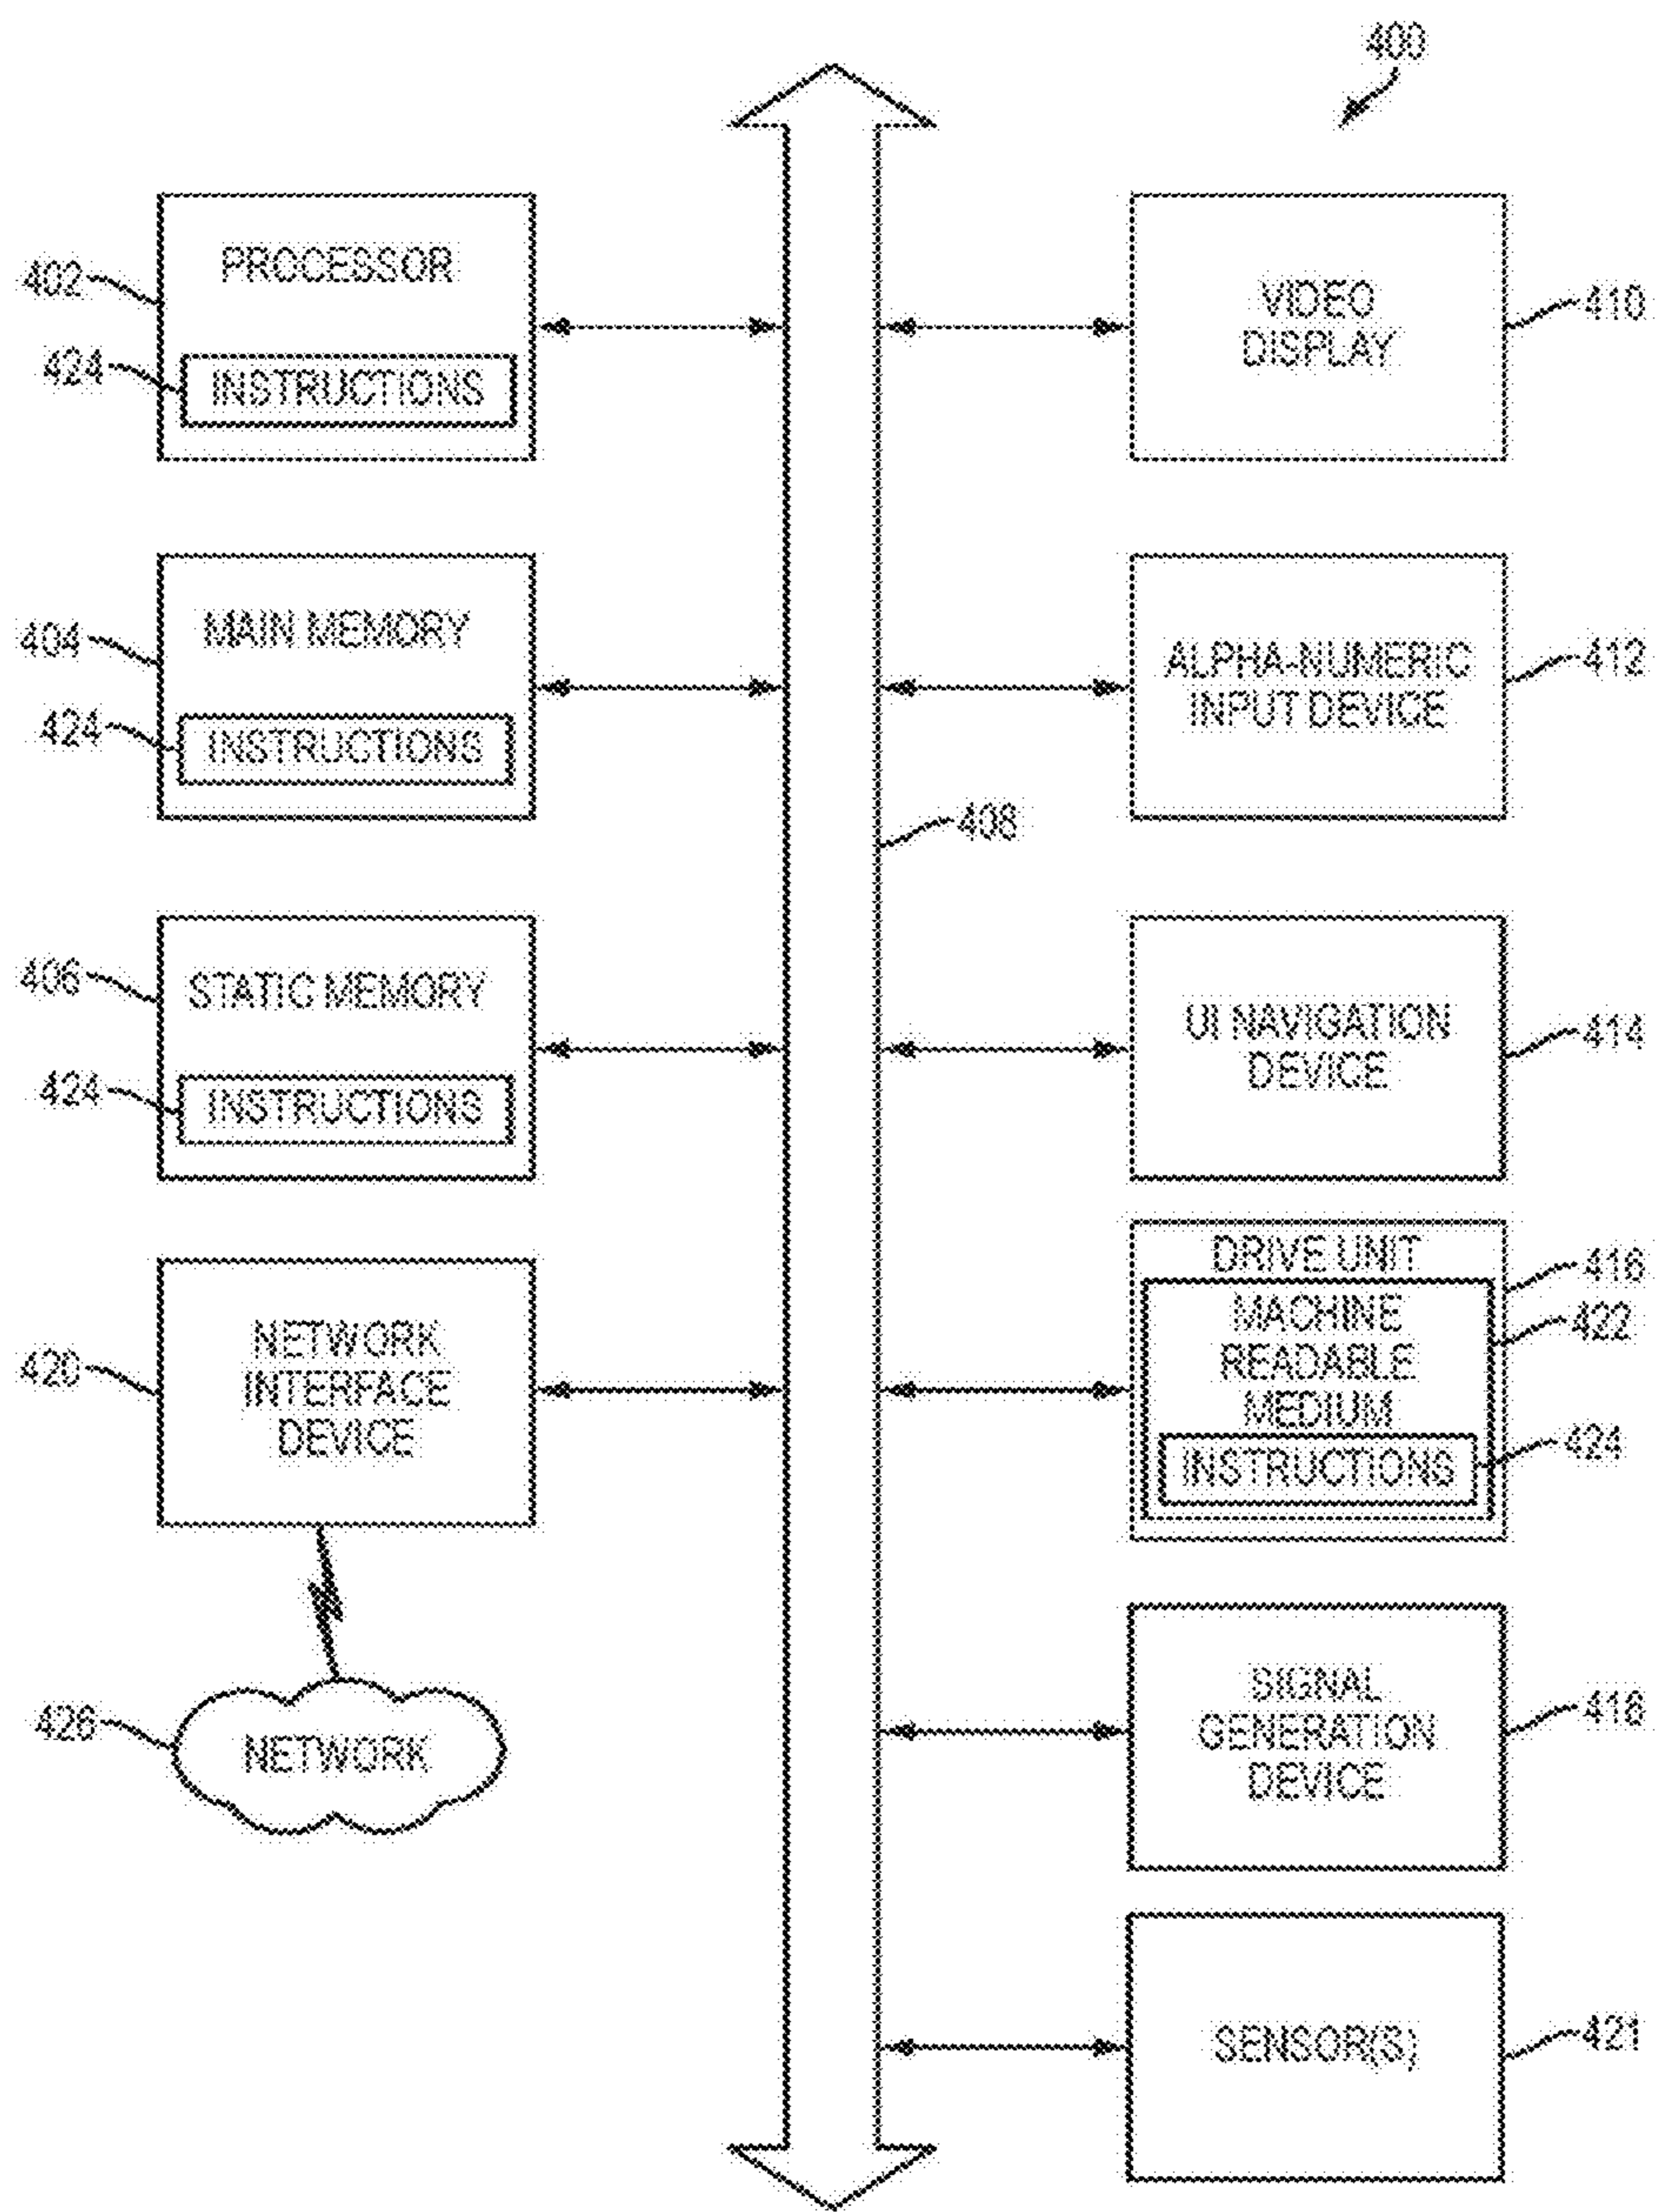 400
402
PROCESSOR
424
INSTRUCTIONS
404
MAIN MEMORY
424
INSTRUCTIONS
406
STATIC MEMORY
424
INSTRUCTIONS
420
NETWORK
INTERFACE
DEVICE
426
NETWORK
408
VIDEO
DISPLAY
410
ALPHA-NUMERIC
INPUT DEVICE
412
UI NAVIGATION
DEVICE
414
DRIVE UNIT
416
MACHINE
READABLE
MEDIUM
422
INSTRUCTIONS
424
SIGNAL
GENERATION
DEVICE
418
SENSOR(S)
421